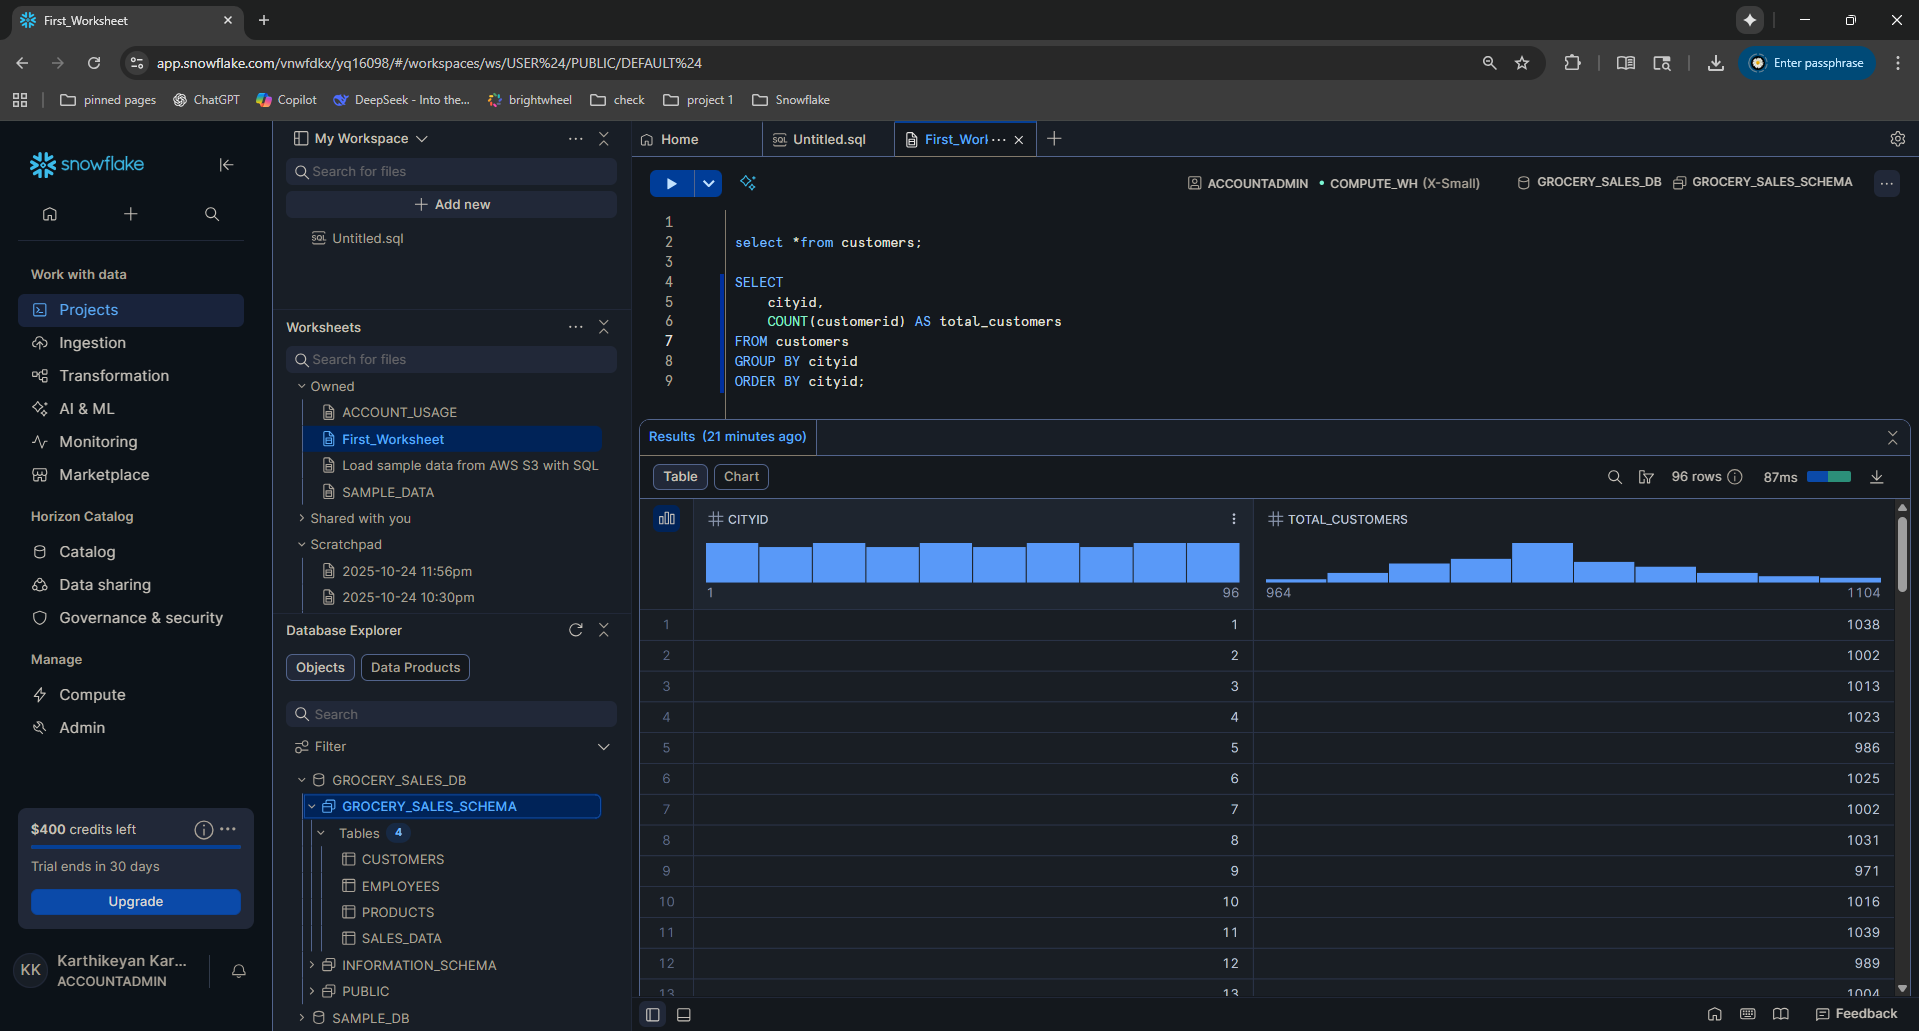 First_Worksheet
app.snowflake.com/vnwfdkx/yq16098/#/workspaces/ws/USER%24/PUBLIC/DEFAULT%24
Enter passphrase
pinned pages
ChatGPT
Copilot
DeepSeek - Into the...
brightwheel
check
project 1
Snowflake
snowflake
Work with data
Projects
Ingestion
Transformation
AI & ML
Monitoring
Marketplace
Horizon Catalog
Catalog
Data sharing
Governance & security
Manage
Compute
Admin
$400 credits left
Trial ends in 30 days
Upgrade
KK
Karthikeyan Kar...
ACCOUNTADMIN
My Workspace
Search for files
Add new
Untitled.sql
Worksheets
Search for files
Owned
ACCOUNT_USAGE
First_Worksheet
Load sample data from AWS S3 with SQL
SAMPLE_DATA
Shared with you
Scratchpad
2025-10-24 11:56pm
2025-10-24 10:30pm
Database Explorer
Objects
Data Products
Search
Filter
GROCERY_SALES_DB
GROCERY_SALES_SCHEMA
Tables 4
CUSTOMERS
EMPLOYEES
PRODUCTS
SALES_DATA
INFORMATION_SCHEMA
PUBLIC
SAMPLE_DB
Home
SQL Untitled.sql
First_Worl ...
ACCOUNTADMIN • COMPUTE_WH (X-Small)
GROCERY_SALES_DB
GROCERY_SALES_SCHEMA
1
2 select *from customers;
3
4 SELECT
5 cityid,
6 COUNT(customerid) AS total_customers
7 FROM customers
8 GROUP BY cityid
9 ORDER BY cityid;
Results (21 minutes ago)
Table
Chart
96 rows
87ms
CITYID
TOTAL_CUSTOMERS
1 96
964 1104
1 1 1038
2 2 1002
3 3 1013
4 4 1023
5 5 986
6 6 1025
7 7 1002
8 8 1031
9 9 971
10 10 1016
11 11 1039
12 12 989
13 13 1004
Feedback